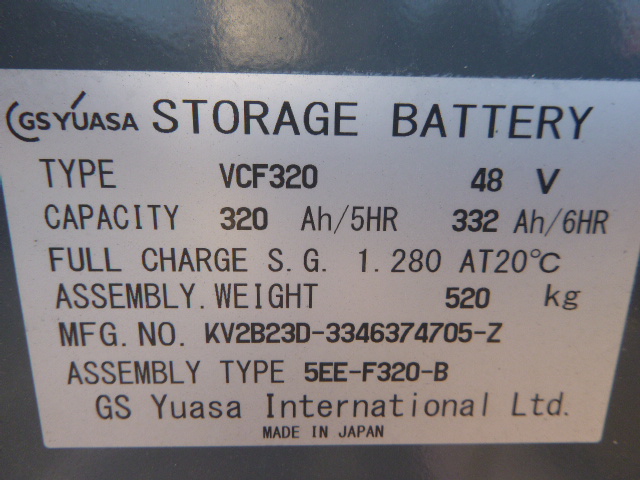 GS YUASA STORAGE BATTERY
TYPE VCF320 48 V
CAPACITY 320 Ah/5HR 332 Ah/6HR
FULL CHARGE S.G. 1.280 AT20℃
ASSEMBLY.WEIGHT 520 kg
MFG.NO. KV2B23D-3346374705-Z
ASSEMBLY TYPE 5EE-F320-B
GS Yuasa International Ltd.
MADE IN JAPAN